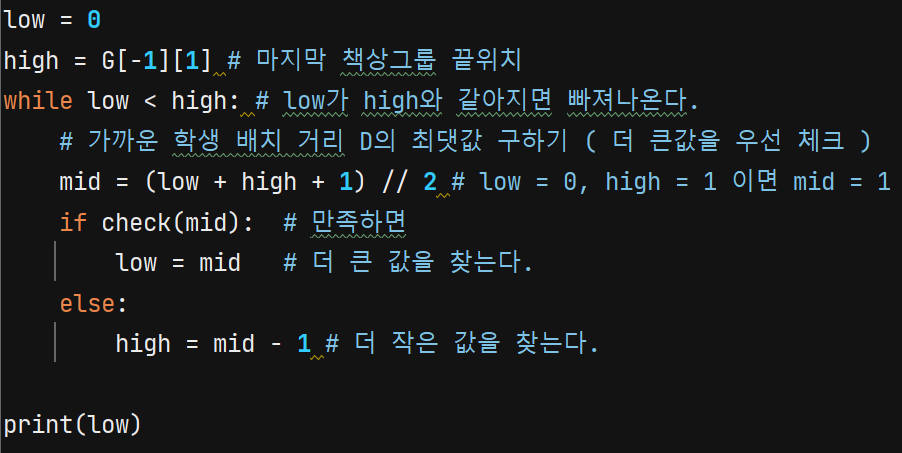 low = 0
high = G[-1][1] # 마지막 책상그룹 끝위치
while low < high: # low가 high와 같아지면 빠져나온다.
    # 가까운 학생 배치 거리 D의 최댓값 구하기 ( 더 큰값을 우선 체크 )
    mid = (low + high + 1) // 2 # low = 0, high = 1 이면 mid = 1
    if check(mid):  # 만족하면
        low = mid   # 더 큰 값을 찾는다.
    else:
        high = mid - 1 # 더 작은 값을 찾는다.
print(low)